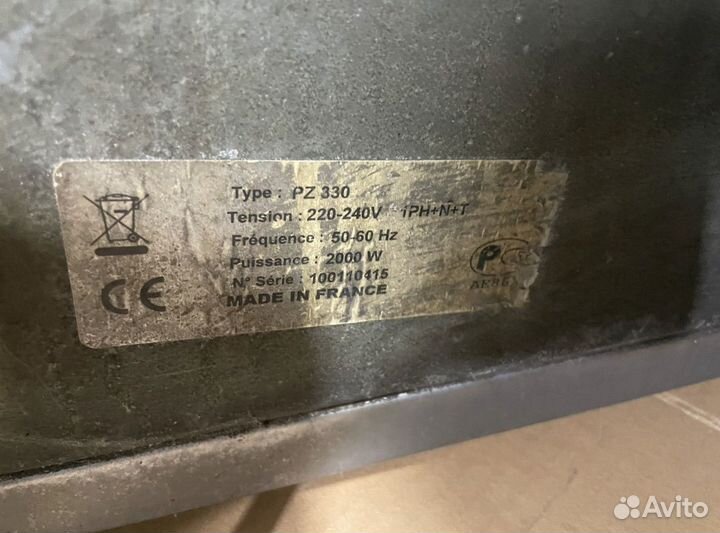 Type : PZ 330
Tension : 220-240V 1PH+N+T
Fréquence : 50-60 Hz
Puissance : 2000 W
N° Série : 100110415
MADE IN FRANCE
CE
Avito